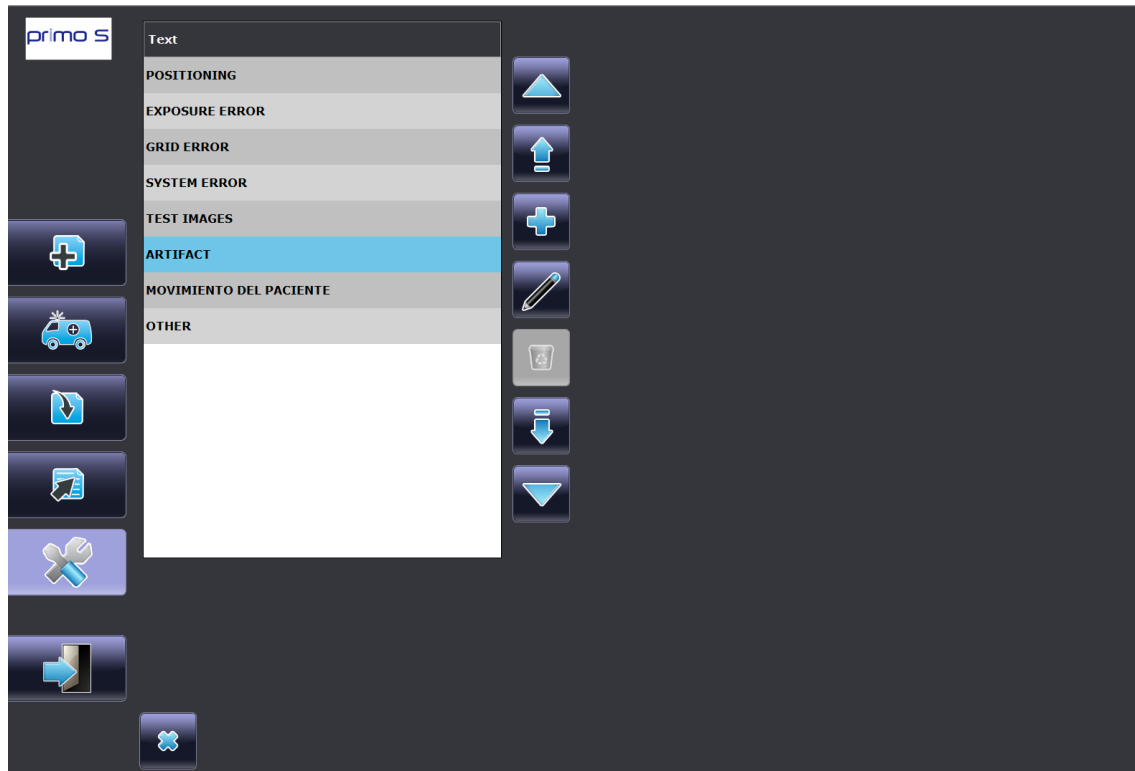 primo S
Text
POSITIONING
EXPOSURE ERROR
GRID ERROR
SYSTEM ERROR
TEST IMAGES
ARTIFACT
MOVIMIENTO DEL PACIENTE
OTHER